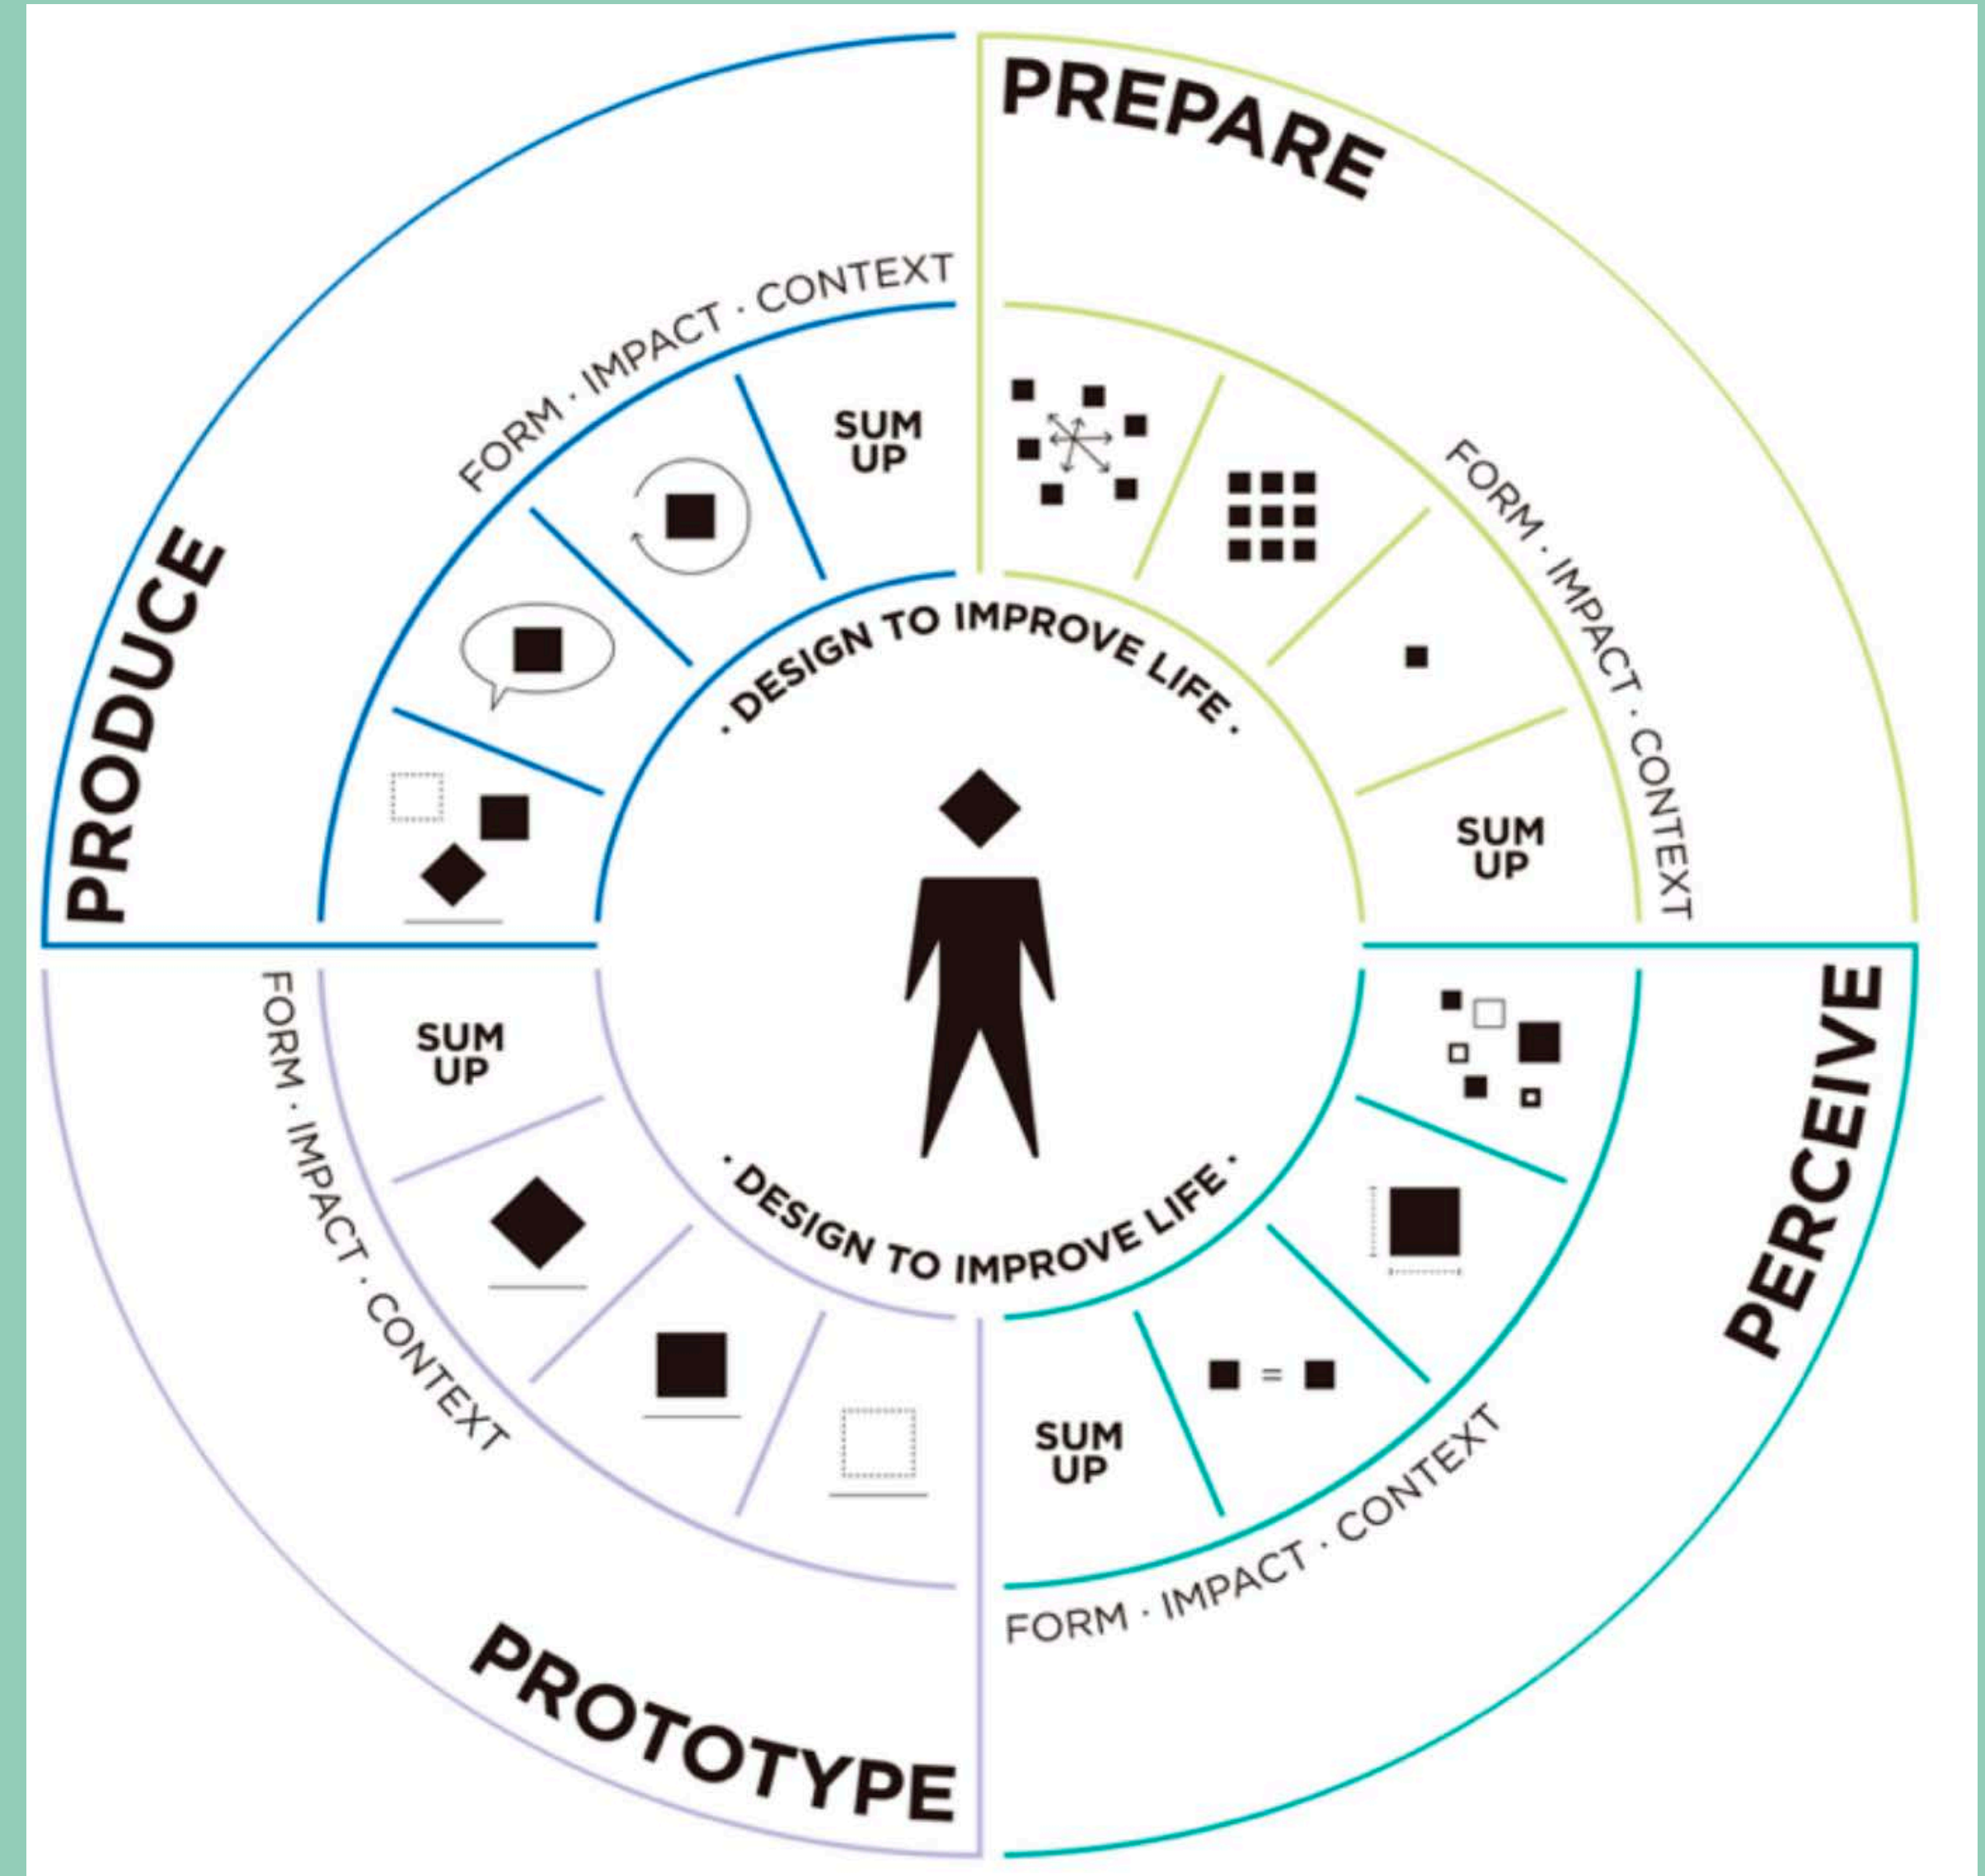 PREPARE
FORM · IMPACT · CONTEXT
SUM
UP
PERCEIVE
FORM · IMPACT · CONTEXT
SUM
UP
PROTOTYPE
FORM · IMPACT · CONTEXT
SUM
UP
PRODUCE
FORM · IMPACT · CONTEXT
SUM
UP
· DESIGN TO IMPROVE LIFE ·
· DESIGN TO IMPROVE LIFE ·
=